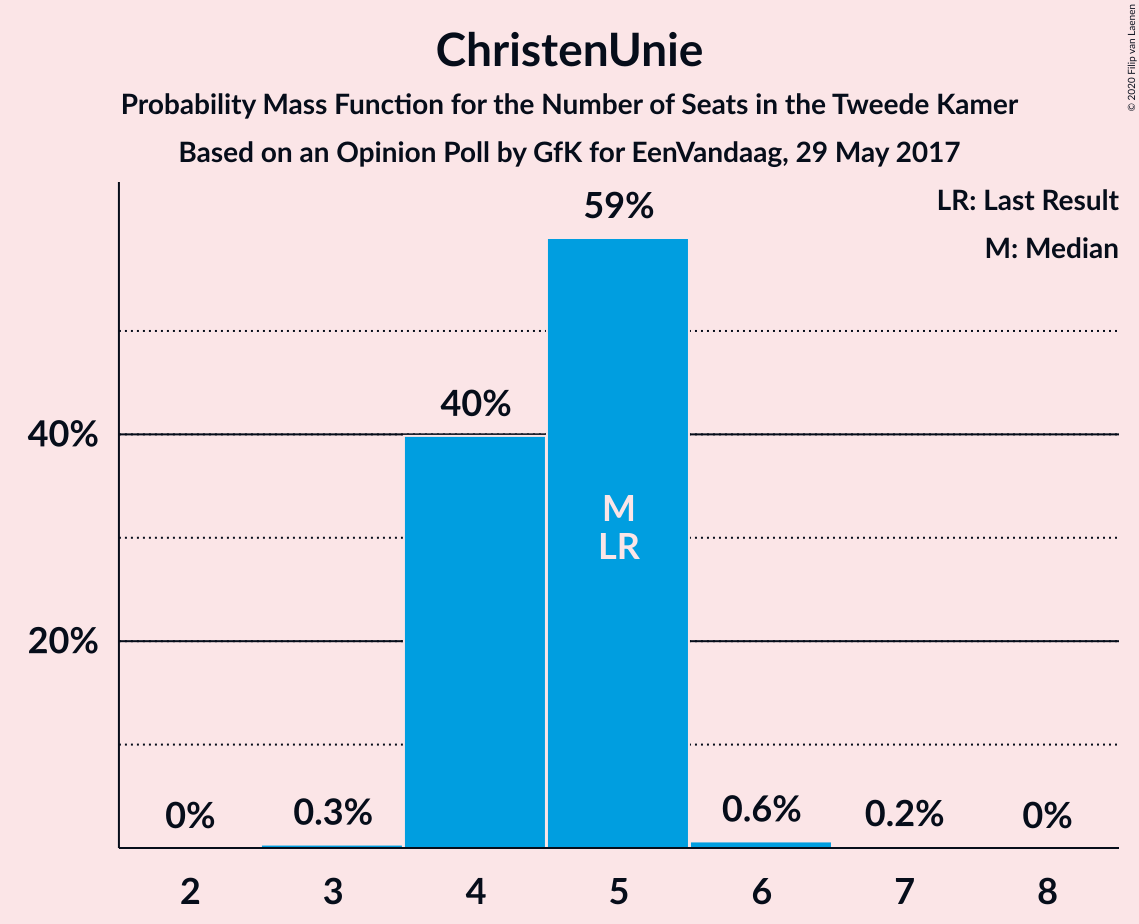 ChristenUnie
Probability Mass Function for the Number of Seats in the Tweede Kamer
Based on an Opinion Poll by GfK for EenVandaag, 29 May 2017
© 2020 Filip van Laenen
LR: Last Result
M: Median
59%
40%
40%
M
LR
20%
0%
0.3%
0.6%
0.2%
0%
2
3
4
5
6
7
8